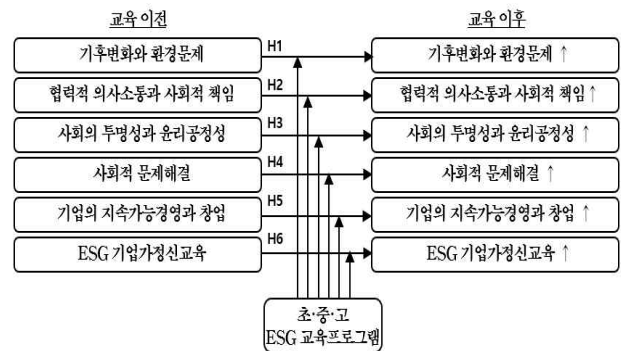 교육 이전
교육 이후
기후변화와 환경문제
H1
기후변화와 환경문제 ↑
협력적 의사소통과 사회적 책임
H2
협력적 의사소통과 사회적 책임 ↑
사회의 투명성과 윤리공정성
H3
사회의 투명성과 윤리공정성 ↑
사회적 문제해결
H4
사회적 문제해결 ↑
기업의 지속가능경영과 창업
H5
기업의 지속가능경영과 창업 ↑
ESG 기업가정신교육
H6
ESG 기업가정신교육 ↑
초·중·고
ESG 교육프로그램